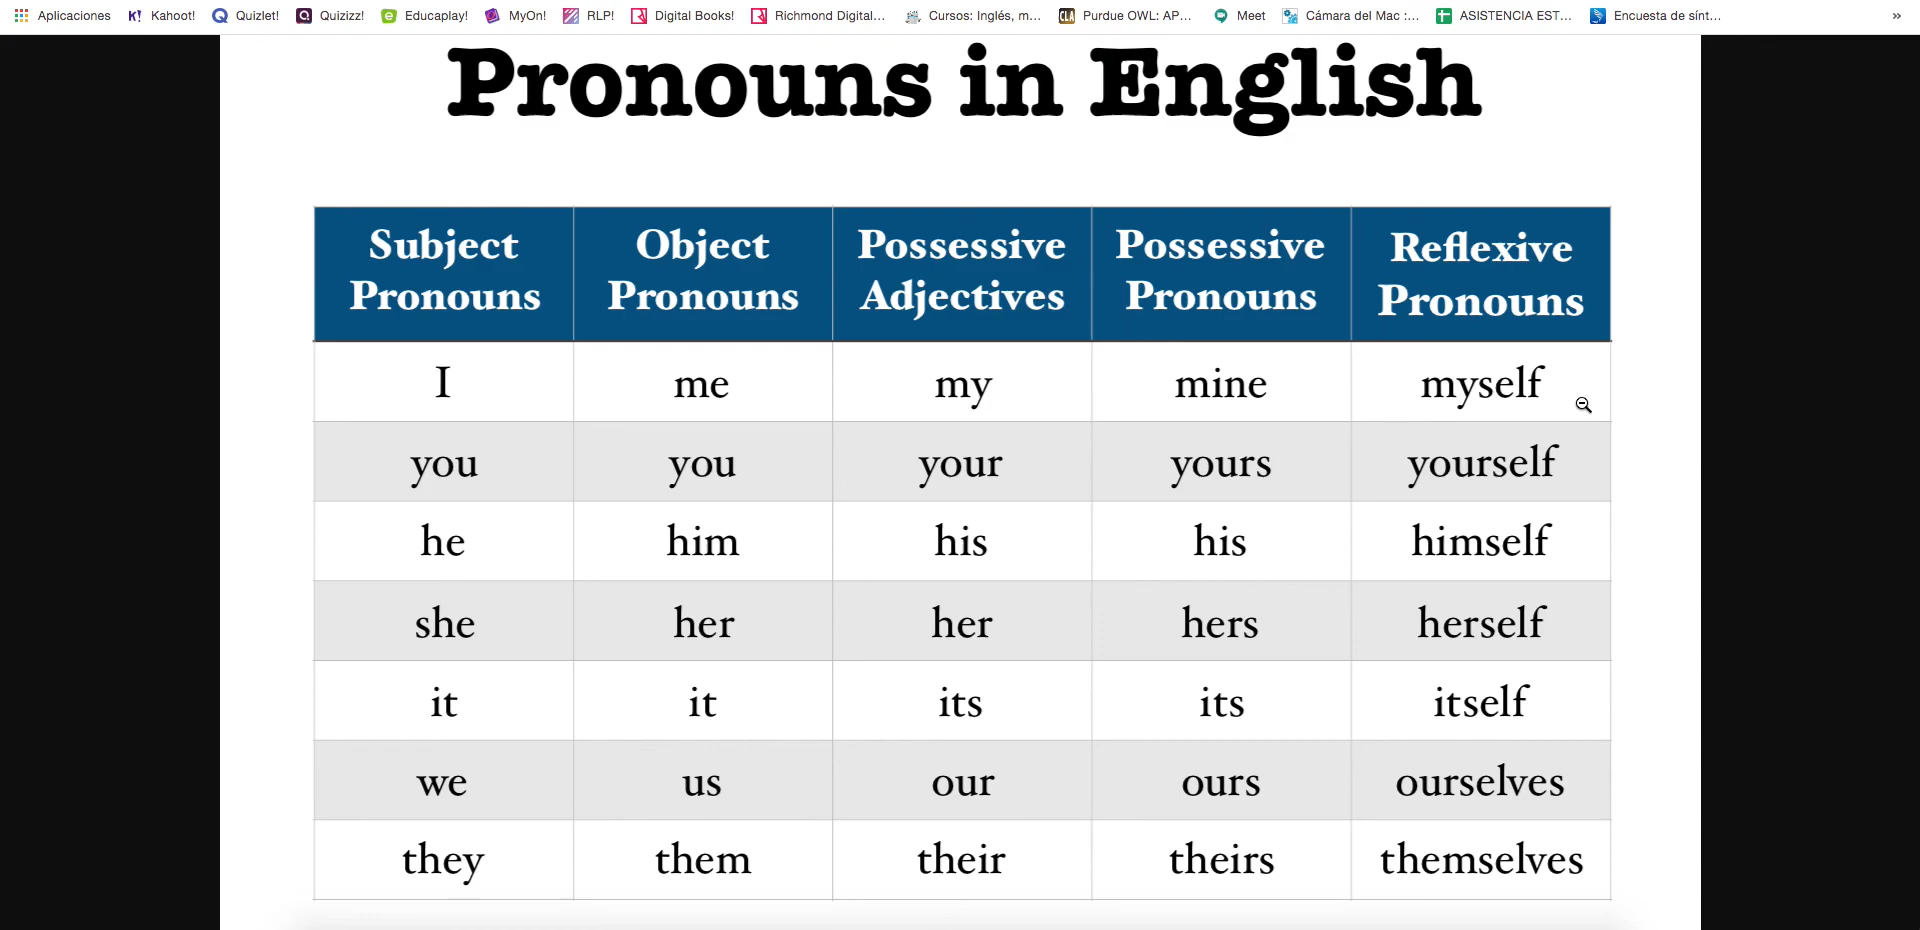 Aplicaciones Kahoot! Quizlet! Quizizz! Educaplay! MyOn! RLP! Digital Books! Richmond Digital... Cursos: Inglés, m... Purdue OWL: AP... Meet Cámara del Mac :... ASISTENCIA EST... Encuesta de sínt... »
Pronouns in English
Subject Pronouns Object Pronouns Possessive Adjectives Possessive Pronouns Reflexive Pronouns
I me my mine myself
you you your yours yourself
he him his his himself
she her her hers herself
it it its its itself
we us our ours ourselves
they them their theirs themselves